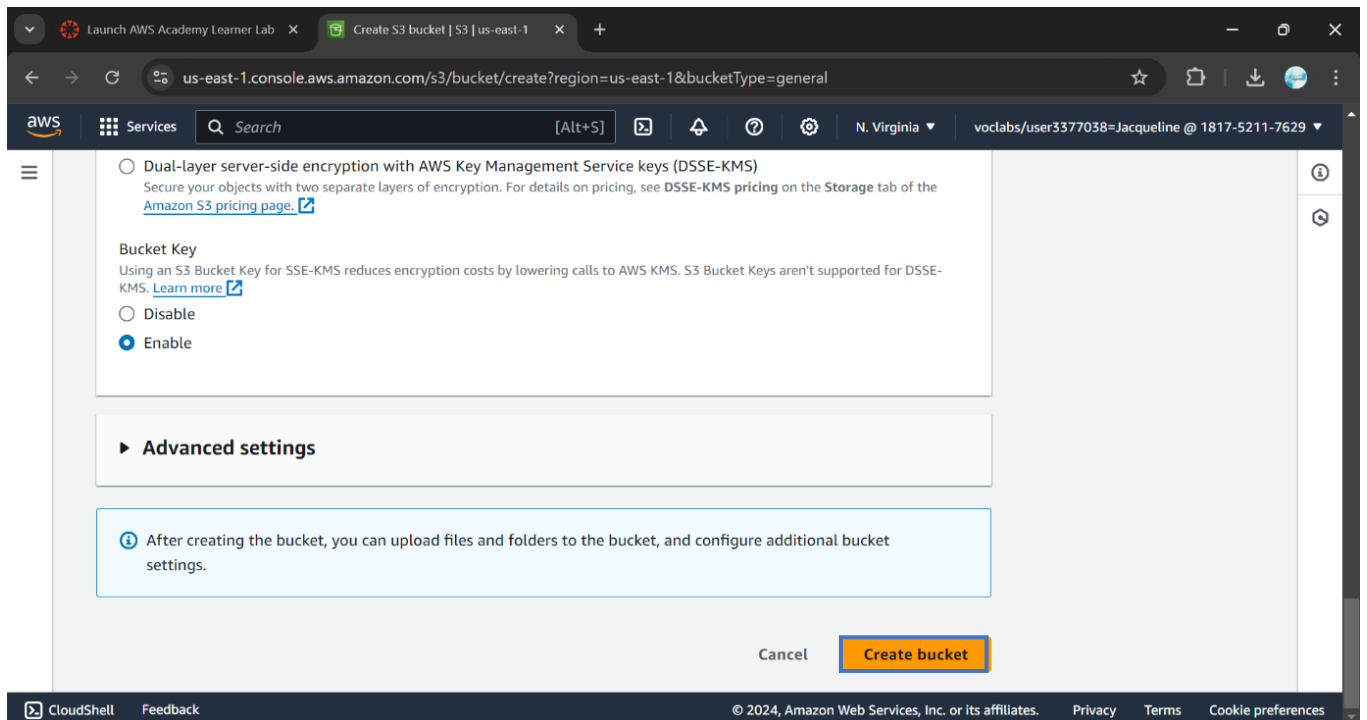 Launch AWS Academy Learner Lab
Create S3 bucket | S3 | us-east-1
us-east-1.console.aws.amazon.com/s3/bucket/create?region=us-east-1&bucketType=general
aws
Services
Search
[Alt+S]
N. Virginia
voclabs/user3377038=Jacqueline @ 1817-5211-7629
Dual-layer server-side encryption with AWS Key Management Service keys (DSSE-KMS)
Secure your objects with two separate layers of encryption. For details on pricing, see DSSE-KMS pricing on the Storage tab of the
Amazon S3 pricing page.
Bucket Key
Using an S3 Bucket Key for SSE-KMS reduces encryption costs by lowering calls to AWS KMS. S3 Bucket Keys aren't supported for DSSE-
KMS. Learn more
Disable
Enable
Advanced settings
After creating the bucket, you can upload files and folders to the bucket, and configure additional bucket
settings.
Cancel
Create bucket
CloudShell
Feedback
© 2024, Amazon Web Services, Inc. or its affiliates.
Privacy
Terms
Cookie preferences